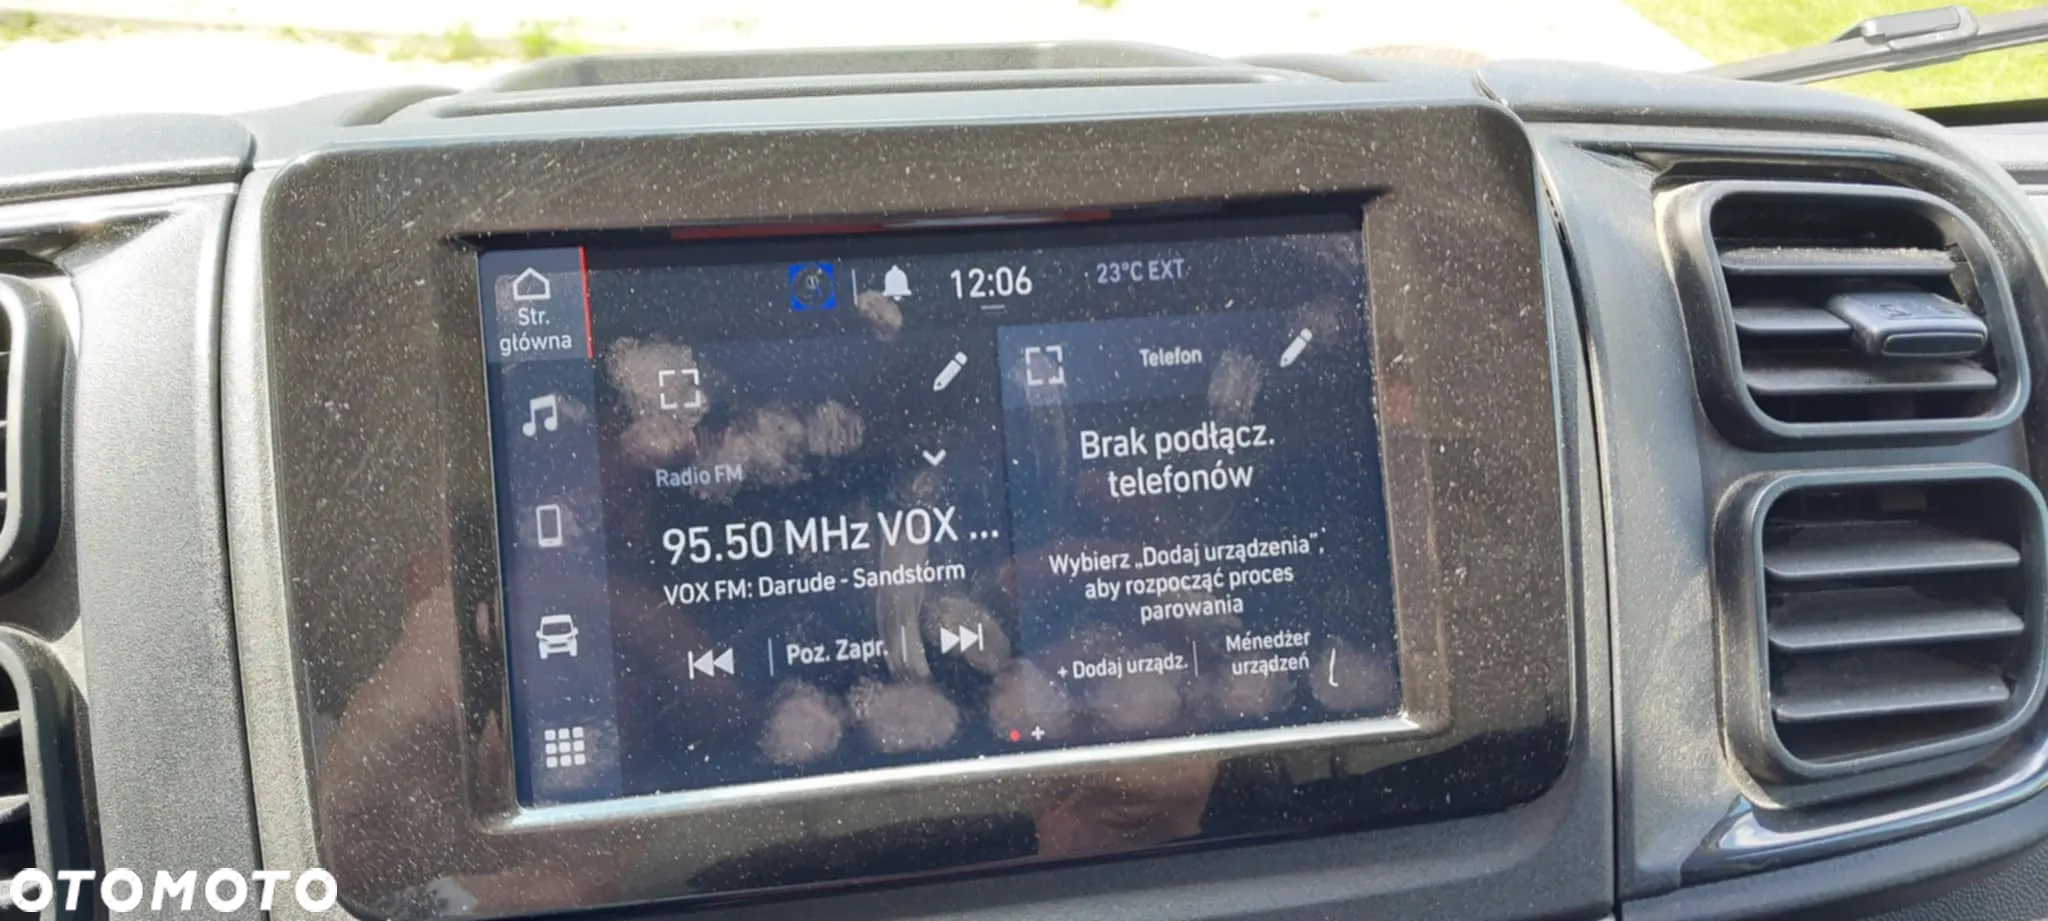 12:06
23°C EXT
Str.
główna
Telefon
Radio FM
95.50 MHz VOX ...
VOX FM: Darude - Sandstorm
Poz. Zapr.
Brak podłącz.
telefonów
Wybierz „Dodaj urządzenia",
aby rozpocząć proces
parowania
+ Dodaj urządz.
Menedżer
urządzeń
OTOMOTO